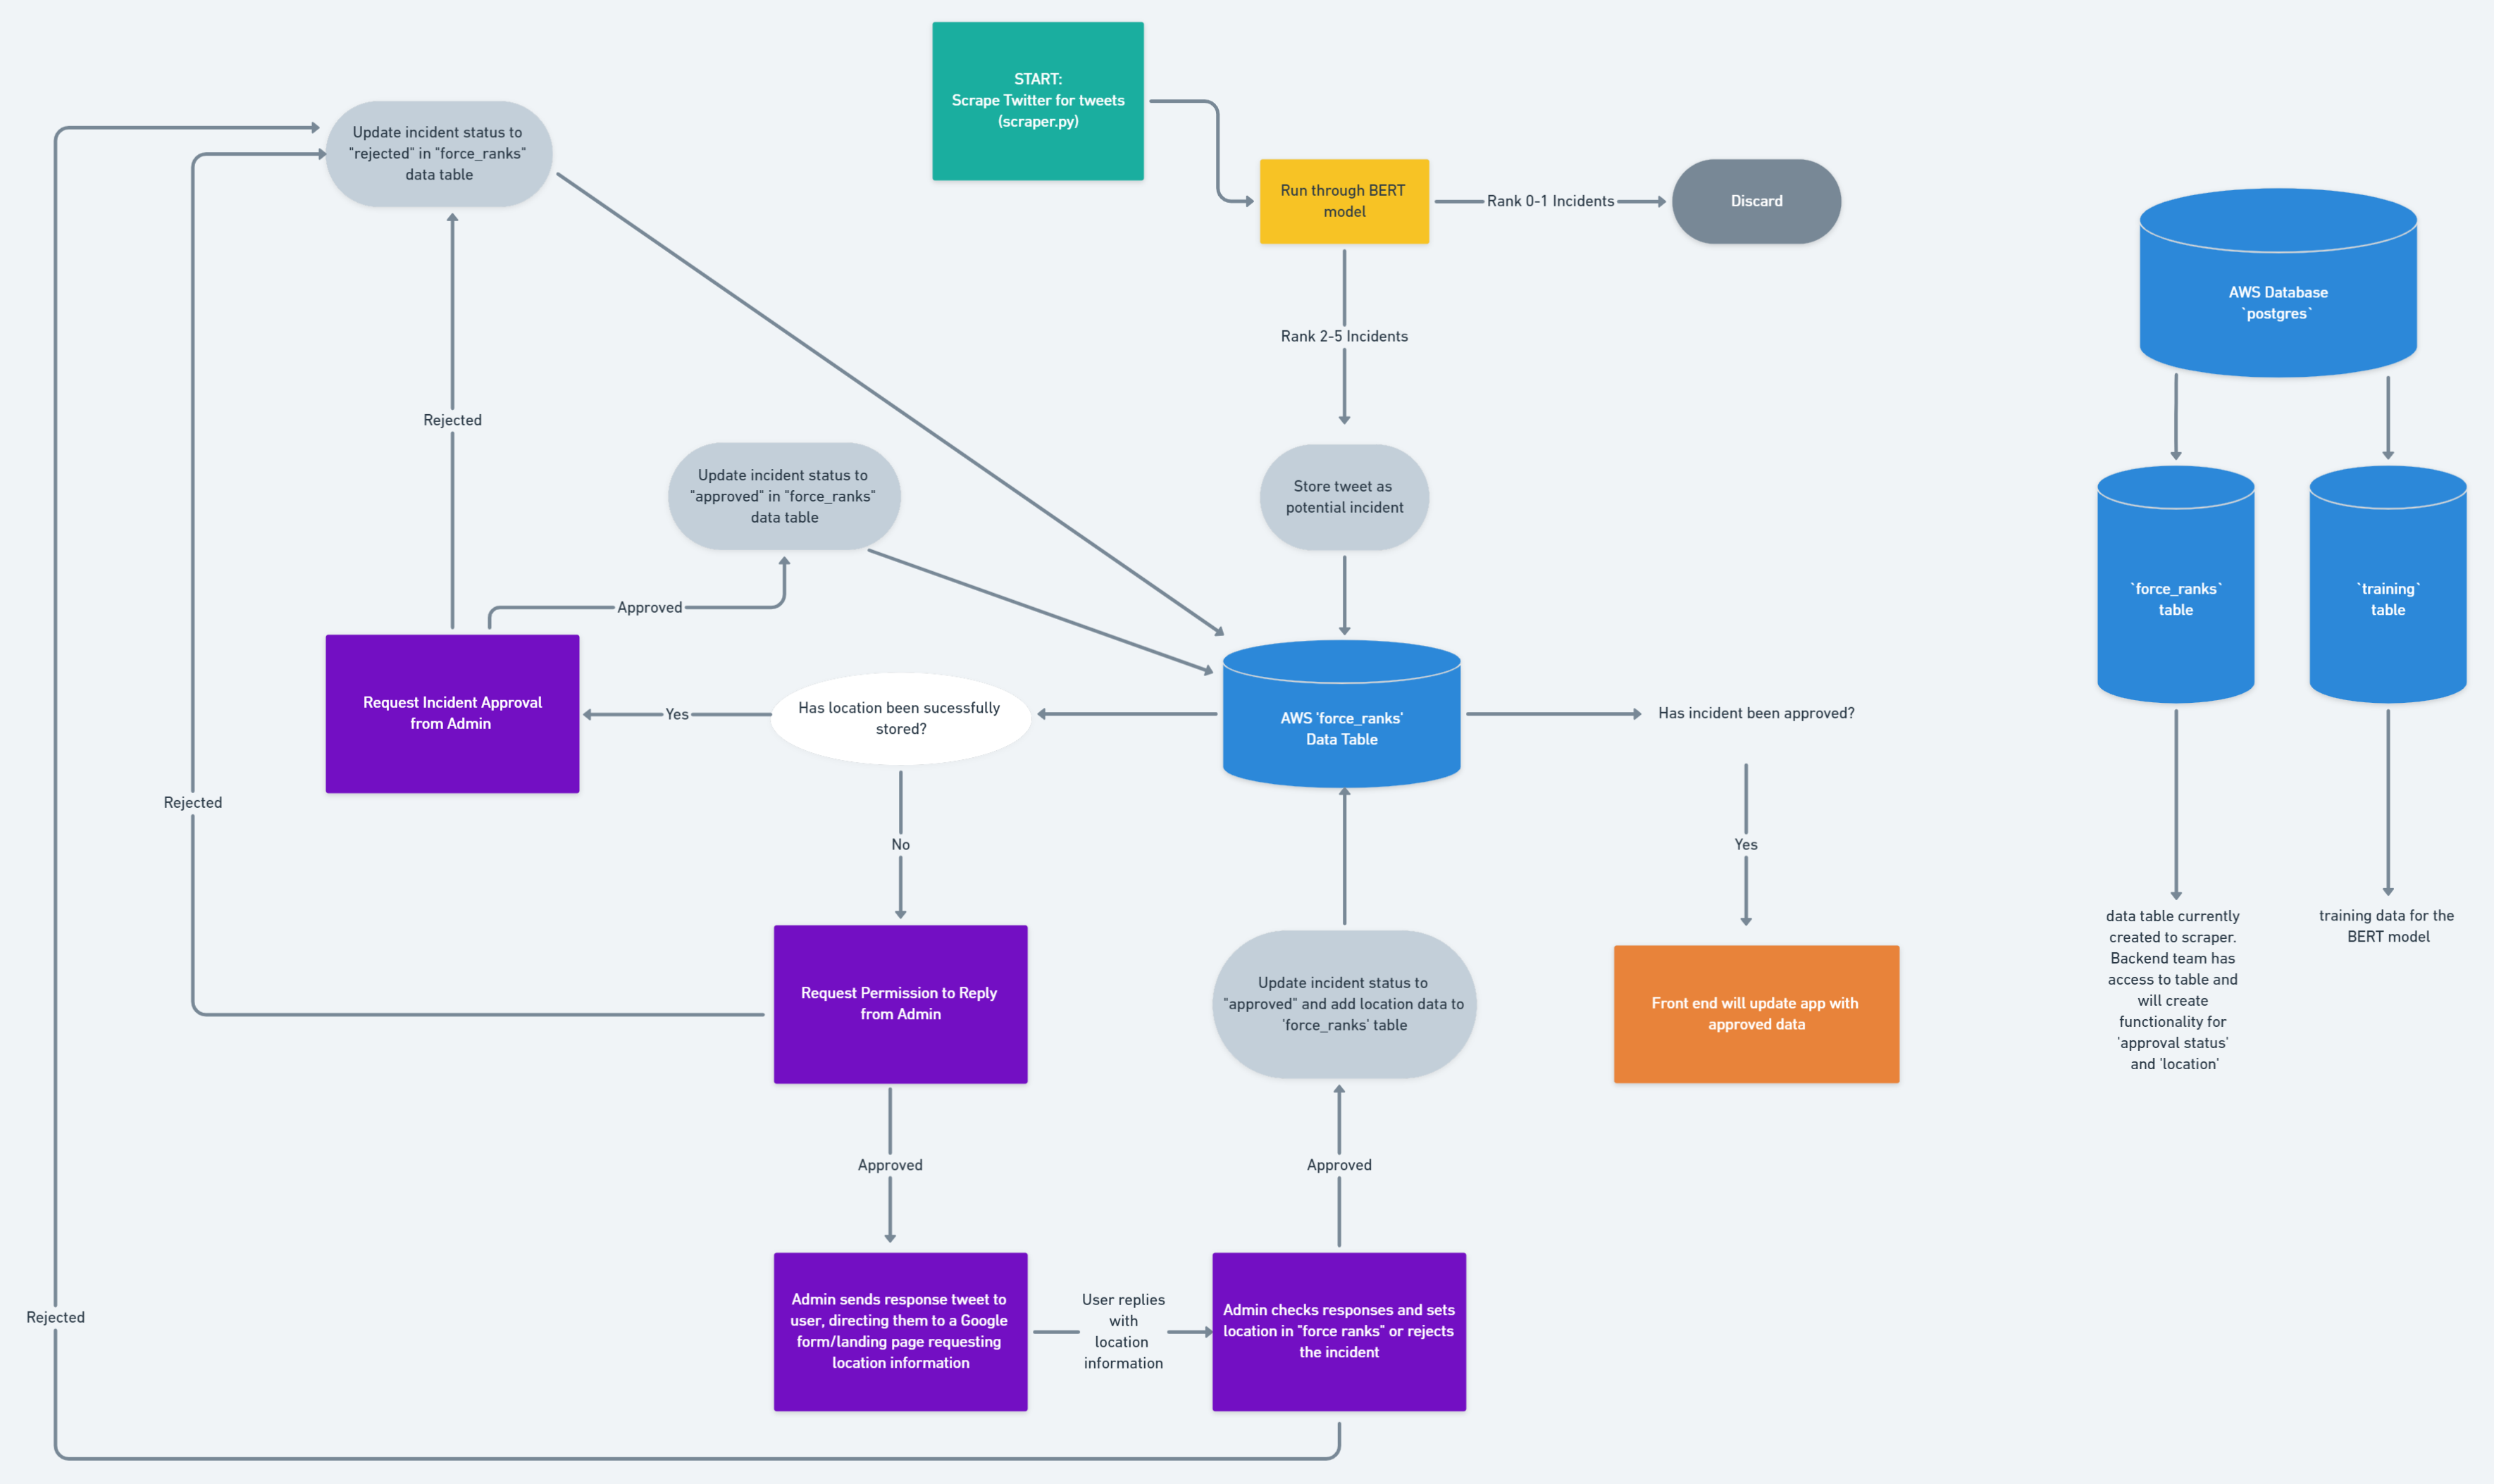 START:
Scrape Twitter for tweets
(scraper.py)
Update incident status to
"rejected" in "force_ranks"
data table
Run through BERT
model
Rank 0-1 Incidents
Discard
AWS Database
`postgres`
Rank 2-5 Incidents
Rejected
Update incident status to
"approved" in "force_ranks"
data table
Store tweet as
potential incident
`force_ranks`
table
`training`
table
Approved
Request Incident Approval
from Admin
Yes
Has location been sucessfully
stored?
AWS 'force_ranks'
Data Table
Has incident been approved?
Rejected
No
Yes
data table currently
created to scraper.
Backend team has
access to table and
will create
functionality for
'approval status'
and 'location'
training data for the
BERT model
Request Permission to Reply
from Admin
Update incident status to
"approved" and add location data to
'force_ranks' table
Front end will update app with
approved data
Approved
Approved
Rejected
Admin sends response tweet to
user, directing them to a Google
form/landing page requesting
location information
User replies
with
location
information
Admin checks responses and sets
location in "force ranks" or rejects
the incident